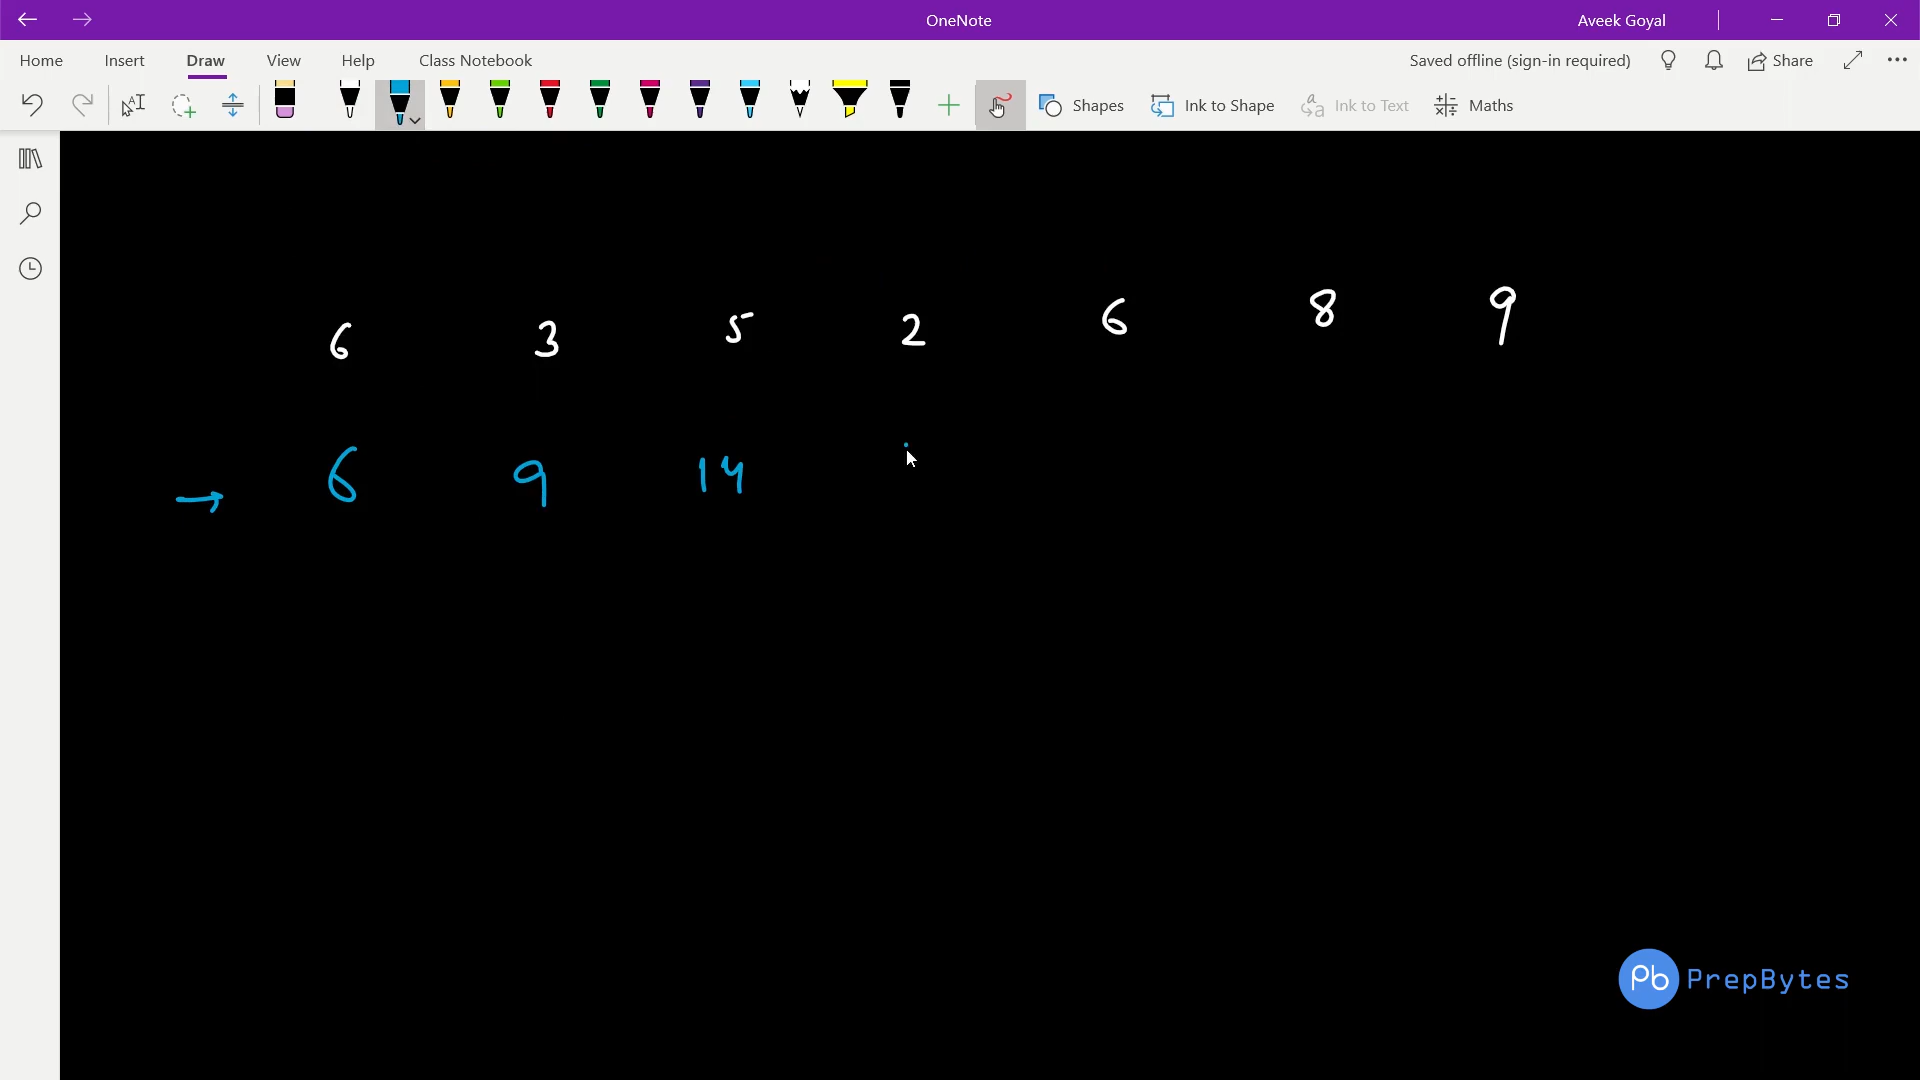 OneNote
Aveek Goyal
Home Insert Draw View Help Class Notebook
Saved offline (sign-in required) Share
Shapes Ink to Shape Ink to Text Maths
6 3 5 2 6 8 9
→ 6 9 14
Pb PrepBytes